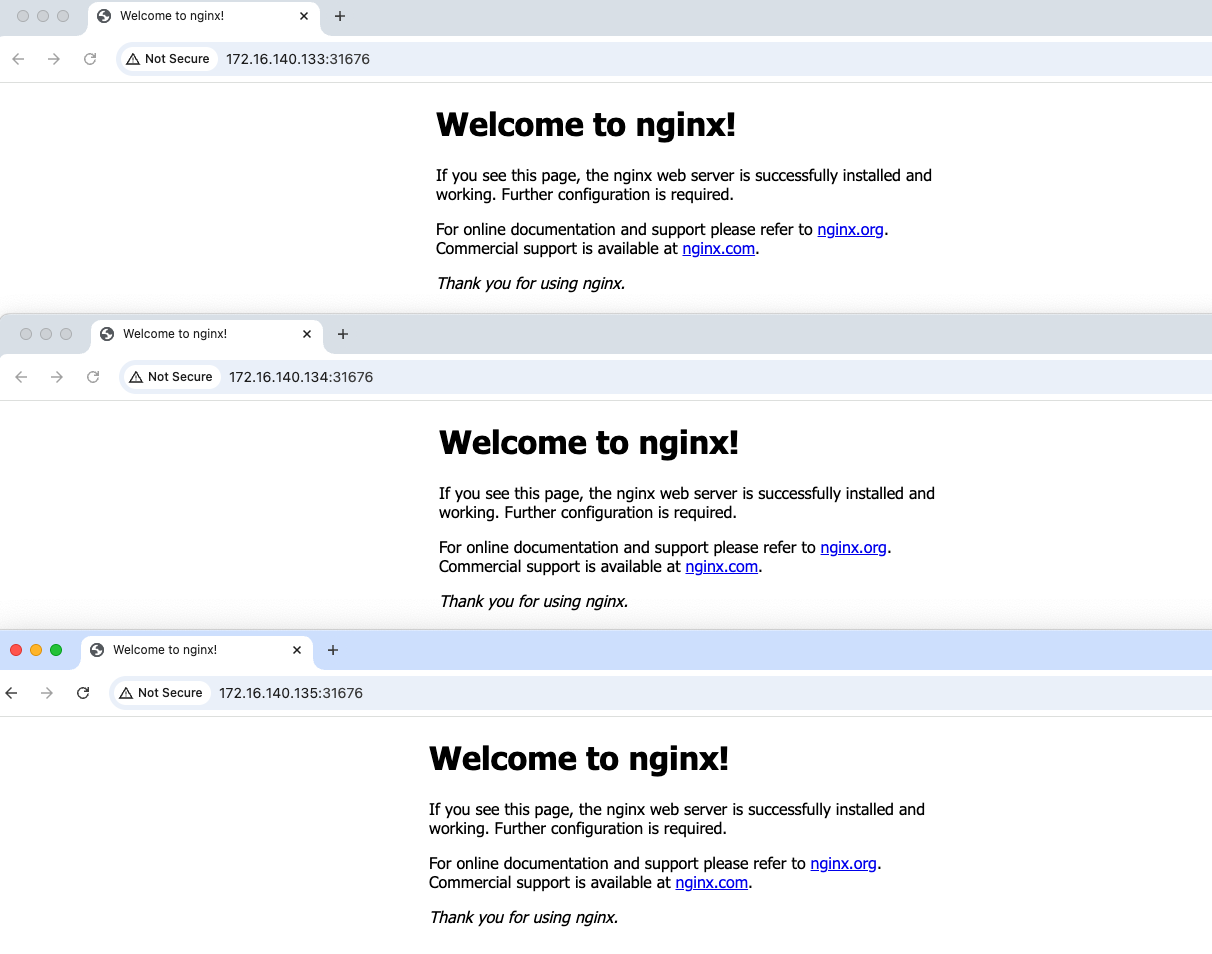 Welcome to nginx!
Not Secure 172.16.140.133:31676
Welcome to nginx!
If you see this page, the nginx web server is successfully installed and
working. Further configuration is required.
For online documentation and support please refer to nginx.org.
Commercial support is available at nginx.com.
Thank you for using nginx.
Welcome to nginx!
Not Secure 172.16.140.134:31676
Welcome to nginx!
If you see this page, the nginx web server is successfully installed and
working. Further configuration is required.
For online documentation and support please refer to nginx.org.
Commercial support is available at nginx.com.
Thank you for using nginx.
Welcome to nginx!
Not Secure 172.16.140.135:31676
Welcome to nginx!
If you see this page, the nginx web server is successfully installed and
working. Further configuration is required.
For online documentation and support please refer to nginx.org.
Commercial support is available at nginx.com.
Thank you for using nginx.